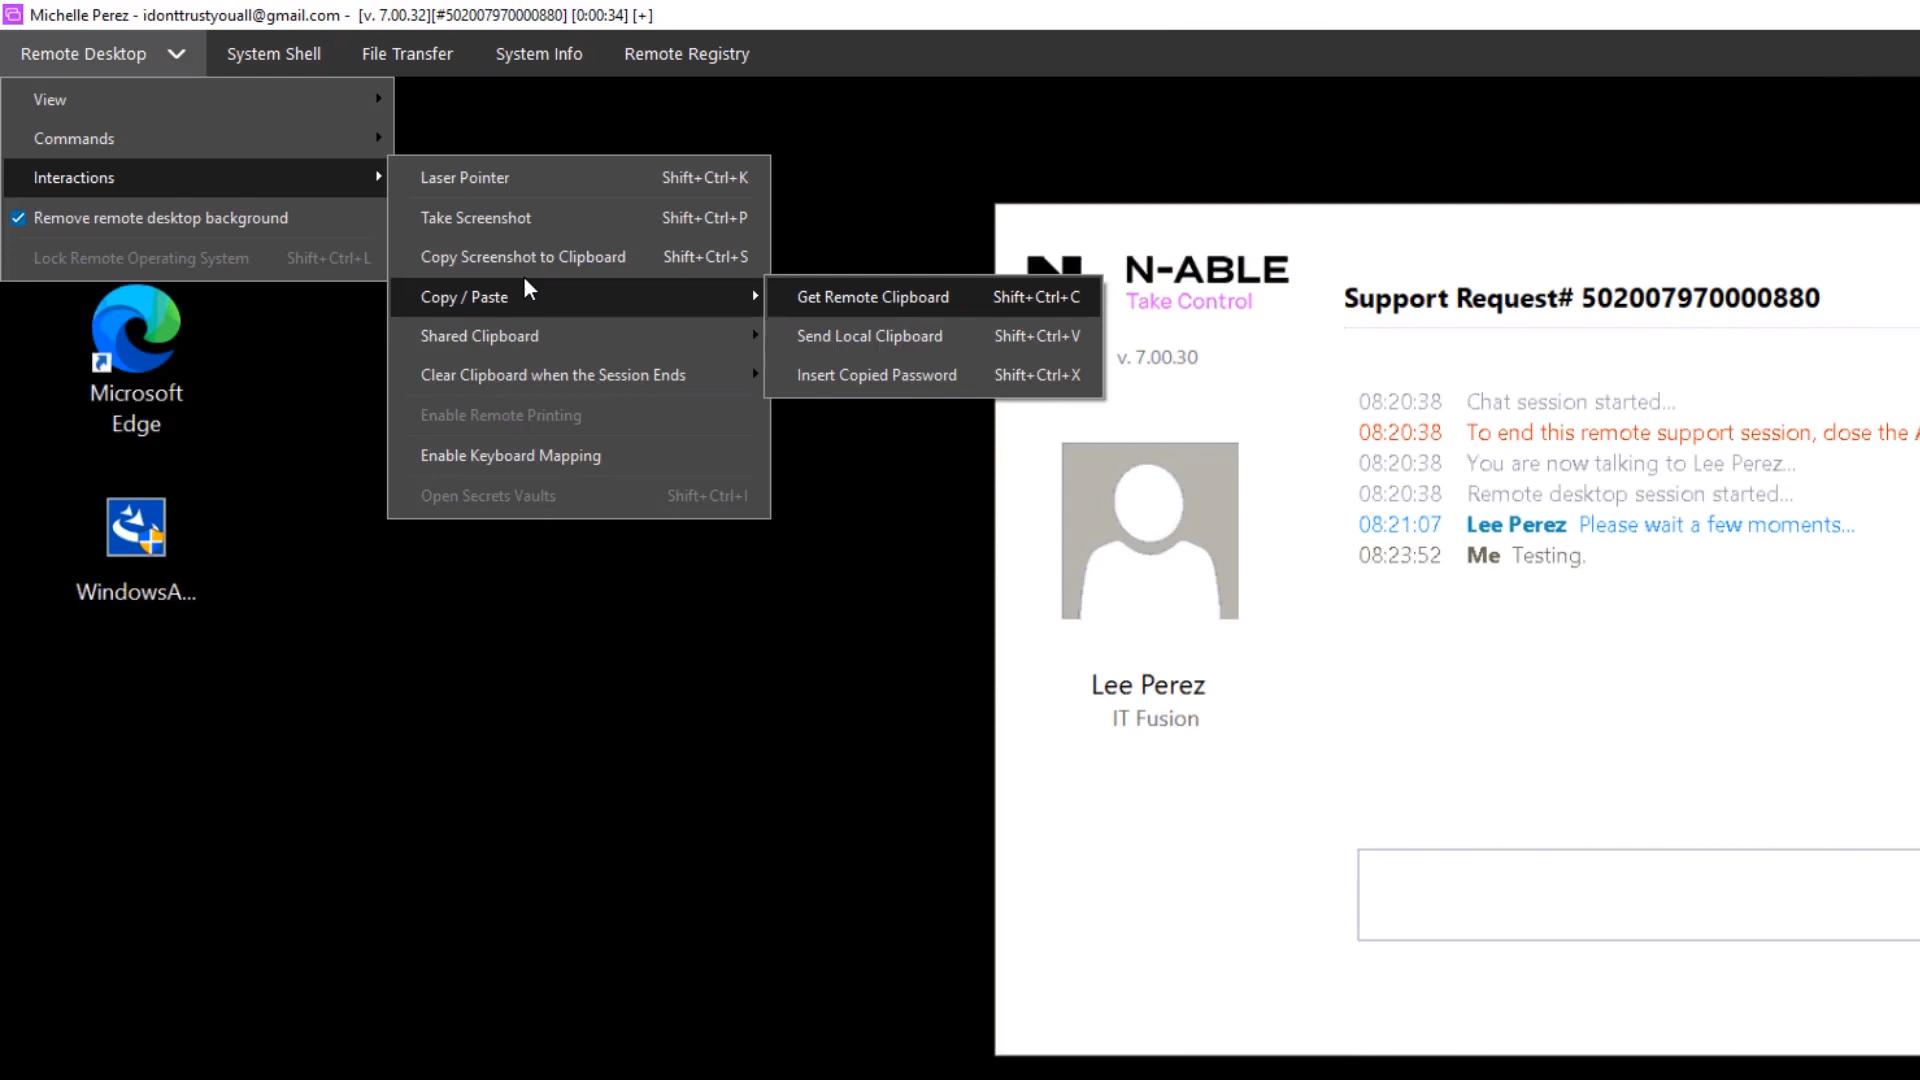 Michelle Perez - idonttrustyouall@gmail.com - [v. 7.00.32][#502007970000880] [0:00:34] [+]
Remote Desktop System Shell File Transfer System Info Remote Registry
View
Commands
Interactions
Remove remote desktop background
Lock Remote Operating System Shift+Ctrl+L
Laser Pointer Shift+Ctrl+K
Take Screenshot Shift+Ctrl+P
Copy Screenshot to Clipboard Shift+Ctrl+S
Copy / Paste
Shared Clipboard
Clear Clipboard when the Session Ends
Enable Remote Printing
Enable Keyboard Mapping
Open Secrets Vaults Shift+Ctrl+I
Get Remote Clipboard Shift+Ctrl+C
Send Local Clipboard Shift+Ctrl+V
Insert Copied Password Shift+Ctrl+X
Microsoft
Edge
WindowsA...
N-ABLE
Take Control
v. 7.00.30
Lee Perez
IT Fusion
Support Request# 502007970000880
08:20:38 Chat session started...
08:20:38 To end this remote support session, close the
08:20:38 You are now talking to Lee Perez...
08:20:38 Remote desktop session started...
08:21:07 Lee Perez Please wait a few moments...
08:23:52 Me Testing.